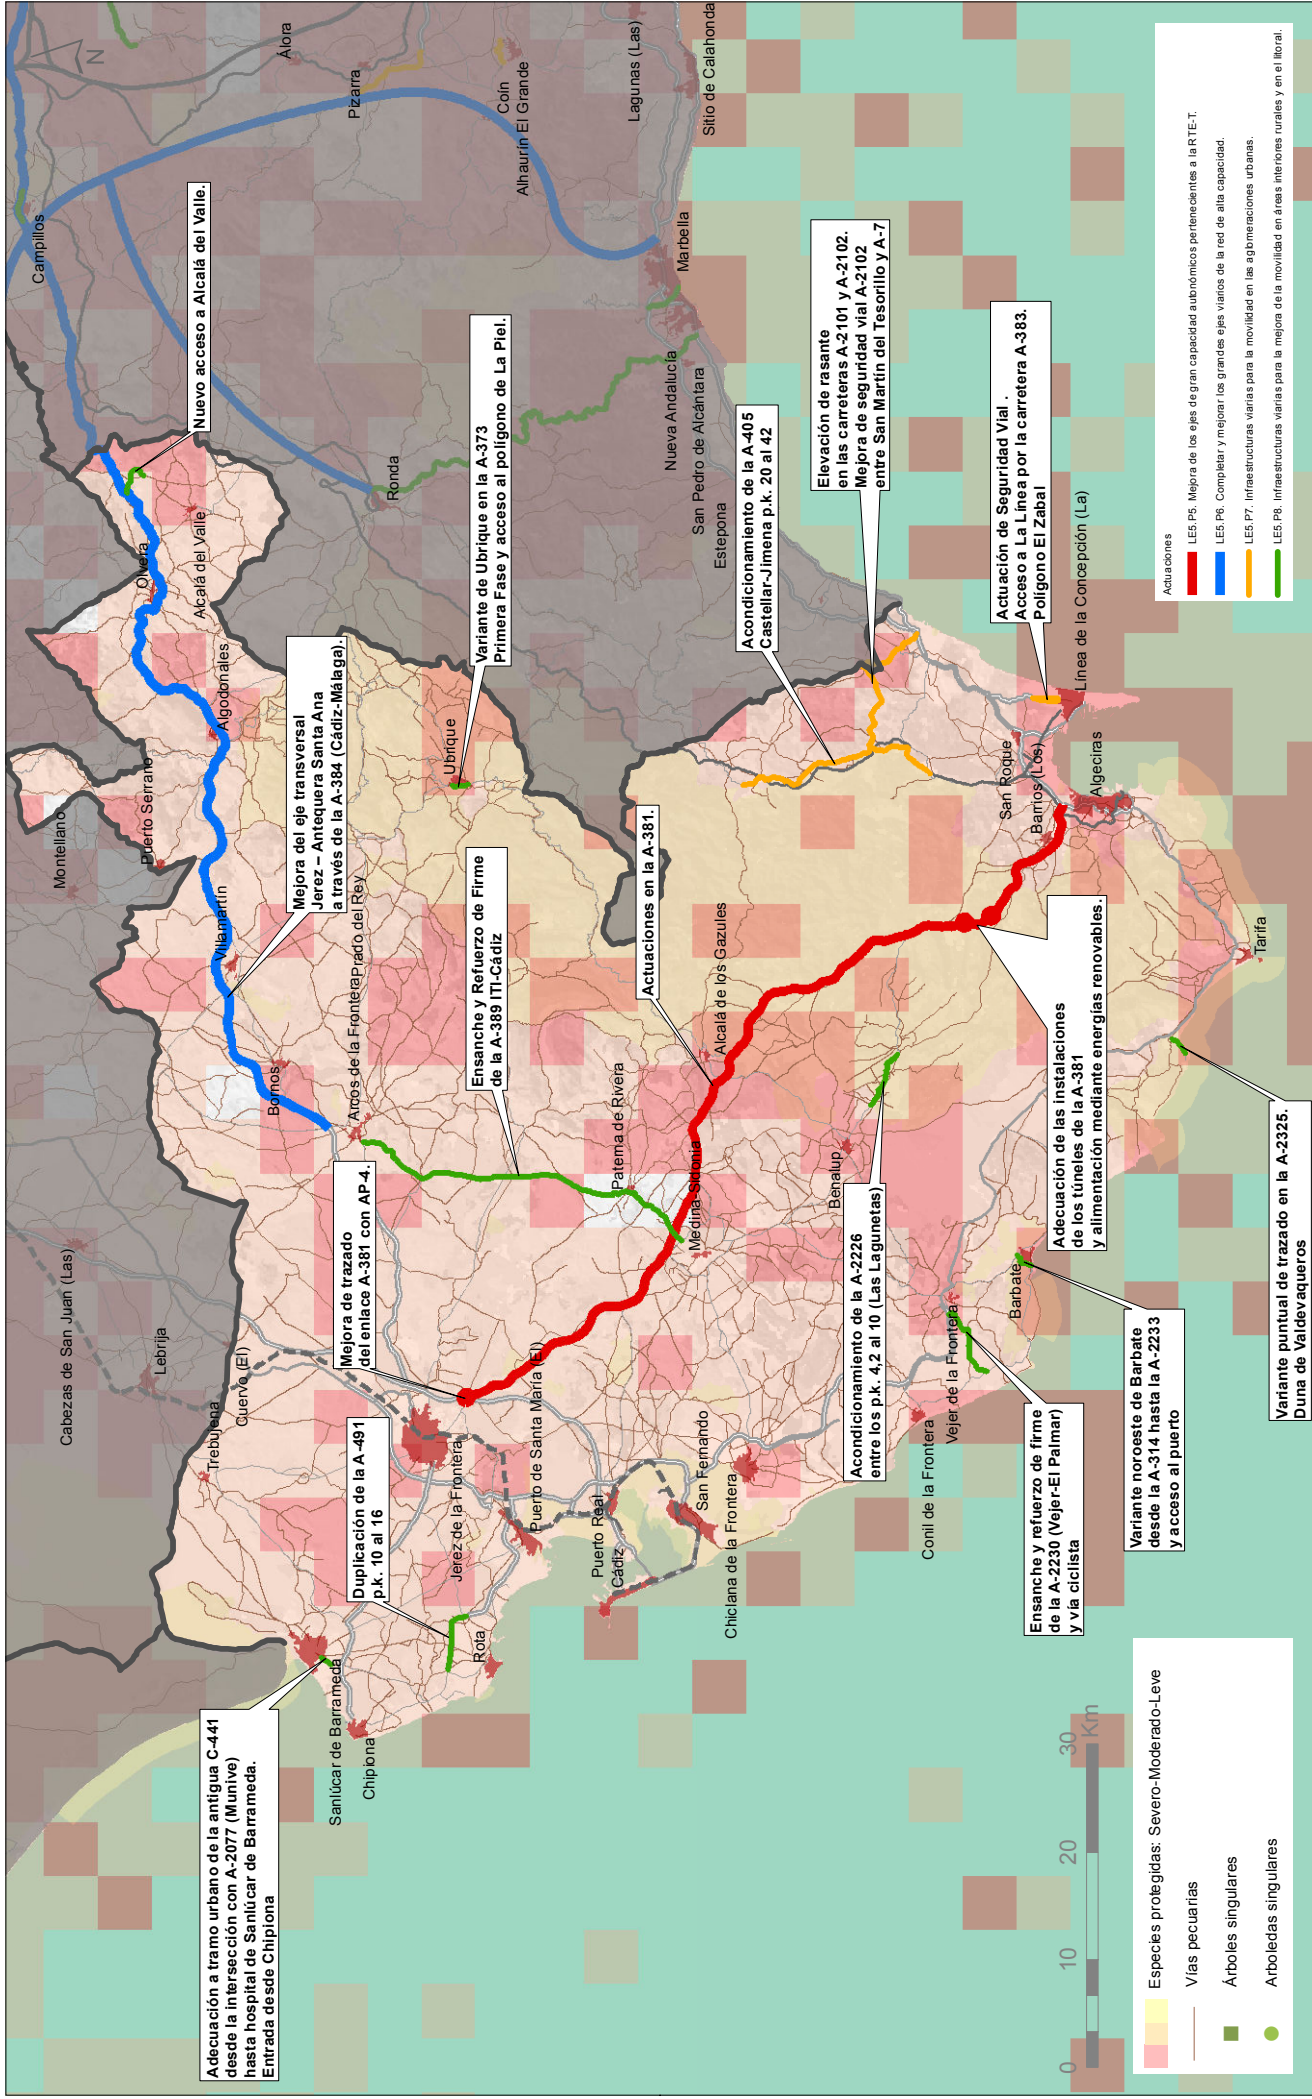 Adecuación a tramo urbano de la antigua C-441
desde la intersección con A-2077 (Munive)
hasta hospital de Sanlúcar de Barrameda.
Entrada desde Chipiona
Duplicación de la A-491
p.k. 10 al 16
Mejora de trazado
del enlace A-381 con AP-4.
Mejora del eje transversal
Jerez – Antequera Santa Ana
a través de la A-384 (Cádiz-Málaga).
Nuevo acceso a Alcalá del Valle.
Ensanche y Refuerzo de Firme
de la A-389 ITI-Cádiz
Variante de Ubrique en la A-373
Primera Fase y acceso al polígono de La Piel.
Actuaciones en la A-381.
Acondicionamiento de la A-405
Castellar-Jimena p.k. 20 al 42
Elevación de rasante
en las carreteras A-2101 y A-2102.
Mejora de seguridad vial A-2102
entre San Martín del Tesorillo y A-7
Actuación de Seguridad Vial .
Acceso a La Línea por la carretera A-383.
Polígono El Zabal
Acondicionamiento de la A-2226
entre los p.k. 4,2 al 10 (Las Lagunetas)
Adecuación de las instalaciones
de los túneles de la A-381
y alimentación mediante energías renovables.
Ensanche y refuerzo de firme
de la A-2230 (Vejer-El Palmar)
y vía ciclista
Variante noroeste de Barbate
desde la A-314 hasta la A-2233
y acceso al puerto
Variante puntual de trazado en la A-2325.
Duna de Valdevaqueros
Cabezas de San Juan (Las)
Lebrija
Trebujena
Cuervo (El)
Montellano
Puerto Serrano
Villamartín
Bornos
Arcos de la Frontera
Prado del Rey
Algodonales
Olvera
Alcalá del Valle
Campillos
Álora
Pizarra
Coín
Alhaurín El Grande
Lagunas (Las)
Sitio de Calahonda
Marbella
Nueva Andalucía
San Pedro de Alcántara
Estepona
Ronda
Ubrique
Sanlúcar de Barrameda
Chipiona
Rota
Jerez de la Frontera
Puerto de Santa María (El)
Puerto Real
Cádiz
San Fernando
Chiclana de la Frontera
Paterna de Rivera
Medina-Sidonia
Alcalá de los Gazules
Benalup
Conil de la Frontera
Vejer de la Frontera
Barbate
Tarifa
San Roque
Barrios (Los)
Algeciras
Línea de la Concepción (La)
N
0 10 20 30
Km
Especies protegidas: Severo-Moderado-Leve
Vías pecuarias
Árboles singulares
Arboledas singulares
Actuaciones
LE5.P5. Mejora de los ejes de gran capacidad autonómicos pertenecientes a la RTE-T.
LE5.P6. Completar y mejorar los grandes ejes viarios de la red de alta capacidad.
LE5.P7. Infraestructuras viarias para la movilidad en las aglomeraciones urbanas.
LE5.P8. Infraestructuras viarias para la mejora de la movilidad en áreas interiores rurales y en el litoral.